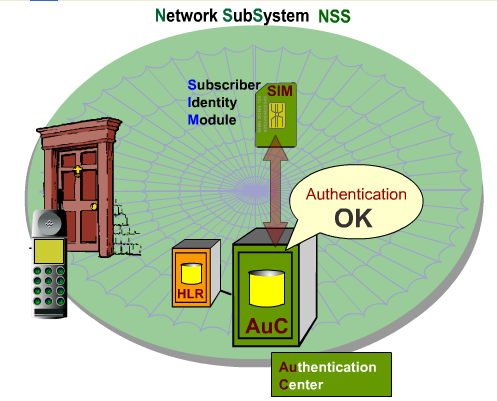 Network SubSystem NSS
Subscriber
Identity
Module
SIM
Authentication
OK
HLR
AuC
Authentication
Center